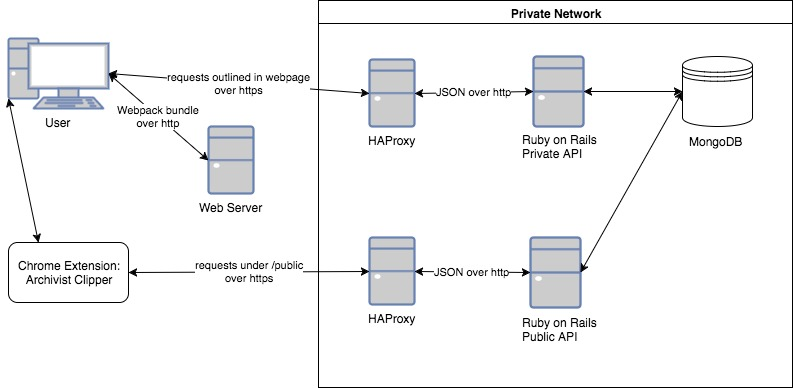 Private Network
requests outlined in webpage
over https
JSON over http
Webpack bundle
over http
User
HAProxy
Ruby on Rails
Private API
MongoDB
Web Server
Chrome Extension:
Archivist Clipper
requests under /public
over https
JSON over http
HAProxy
Ruby on Rails
Public API